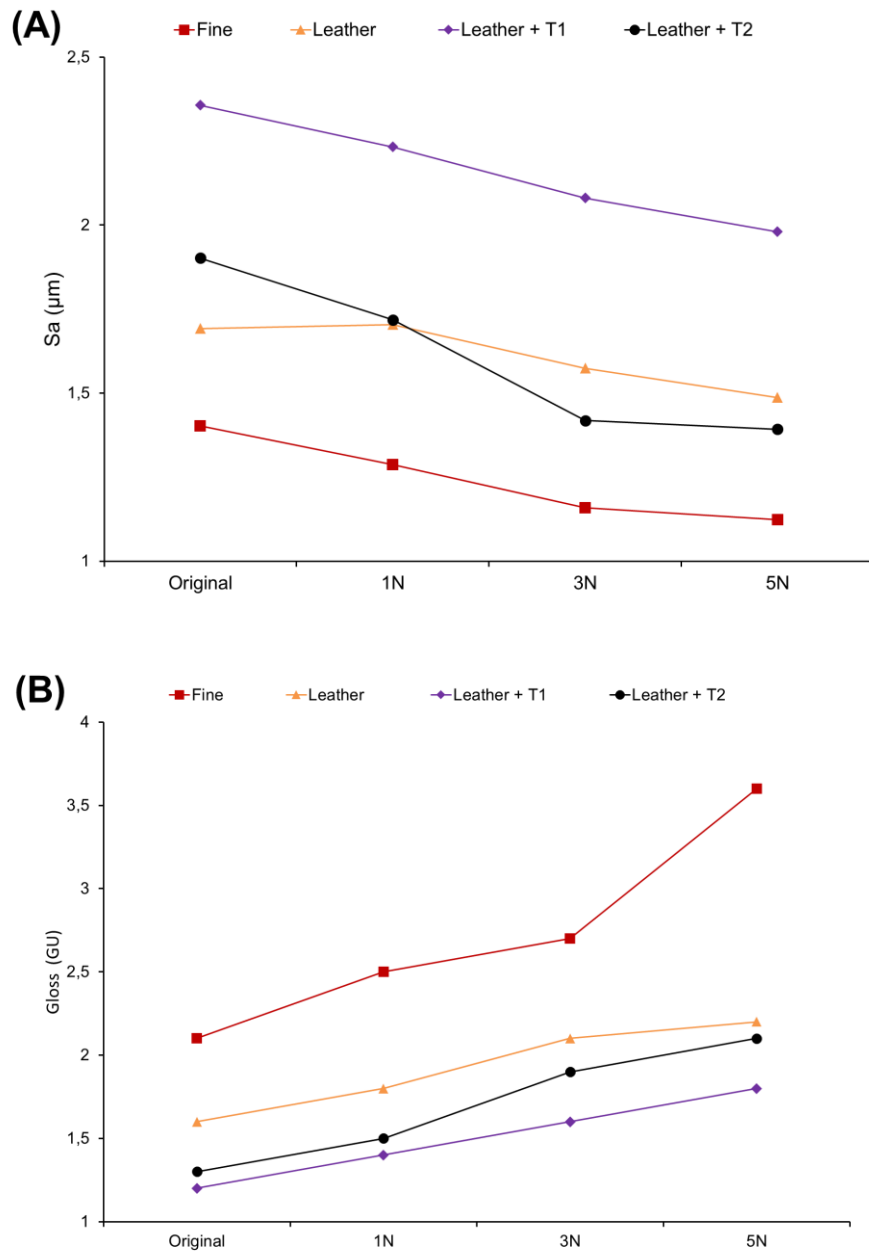 (A)
Fine Leather Leather + T1 Leather + T2
2,5
2
1,5
1
Sa (μm)
Original 1N 3N 5N
(B)
Fine Leather Leather + T1 Leather + T2
4
3,5
3
2,5
2
1,5
1
Gloss (GU)
Original 1N 3N 5N